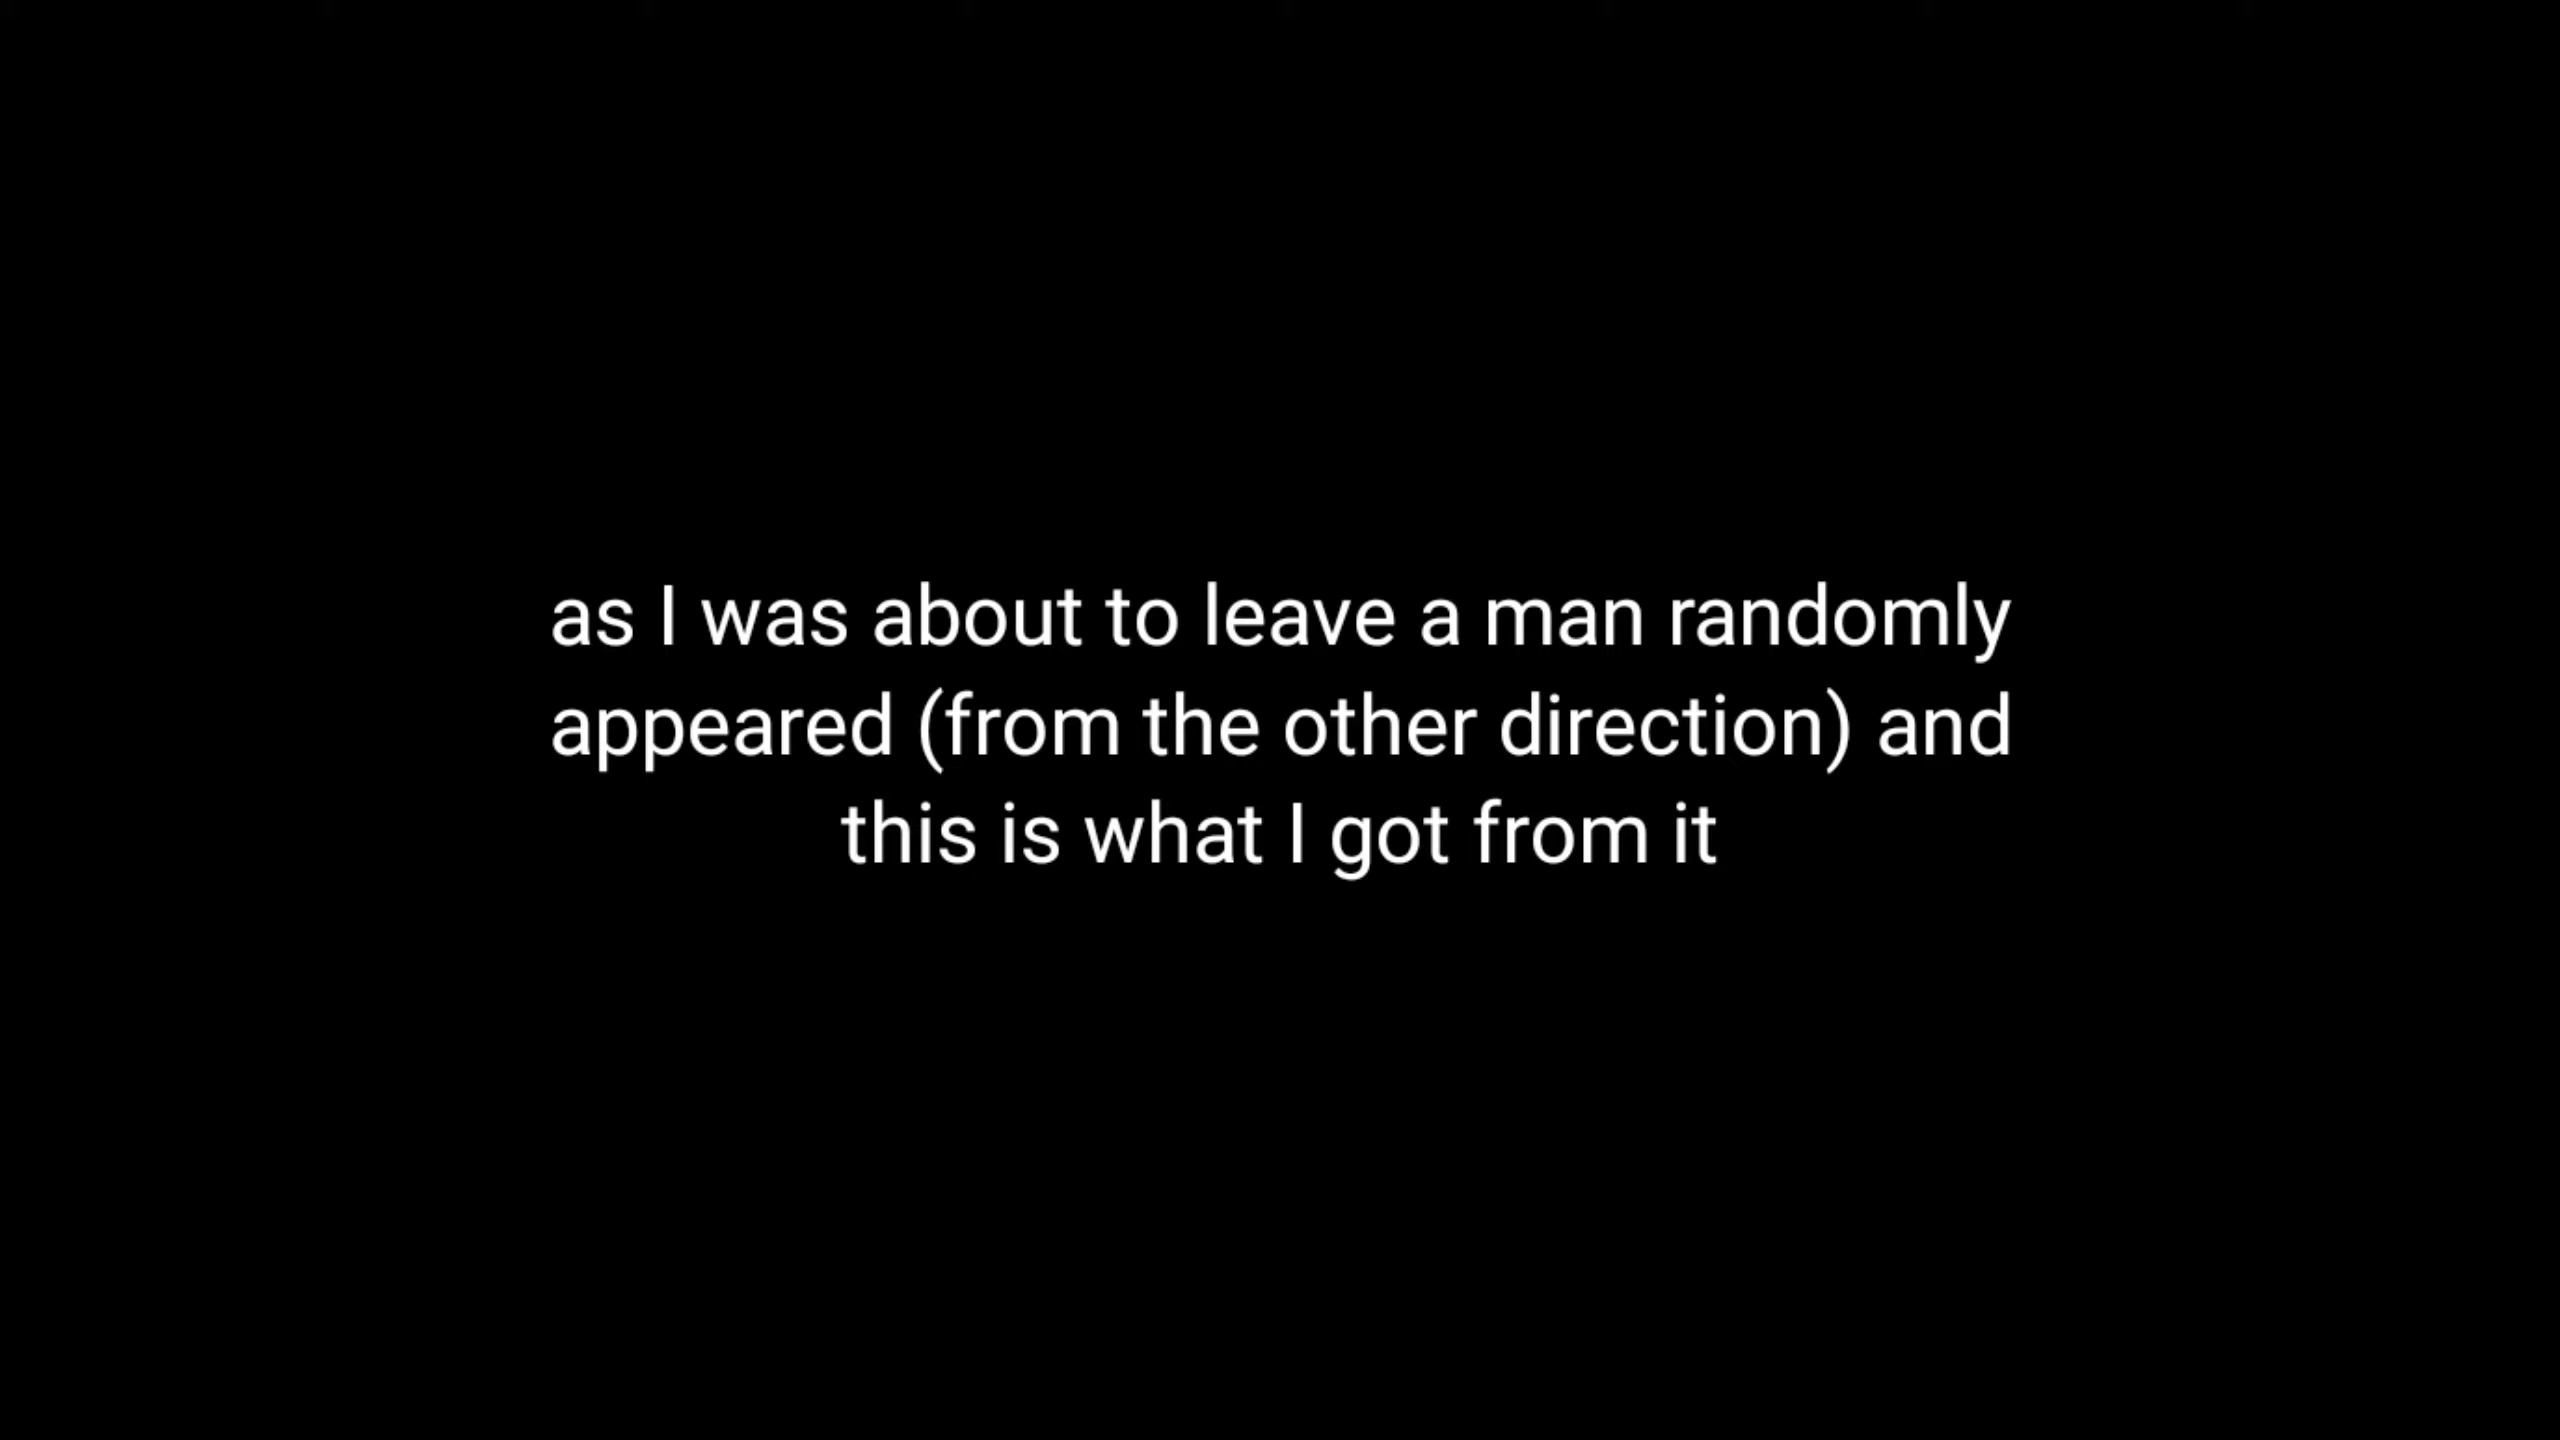 as I was about to leave a man randomly
appeared (from the other direction) and
this is what I got from it